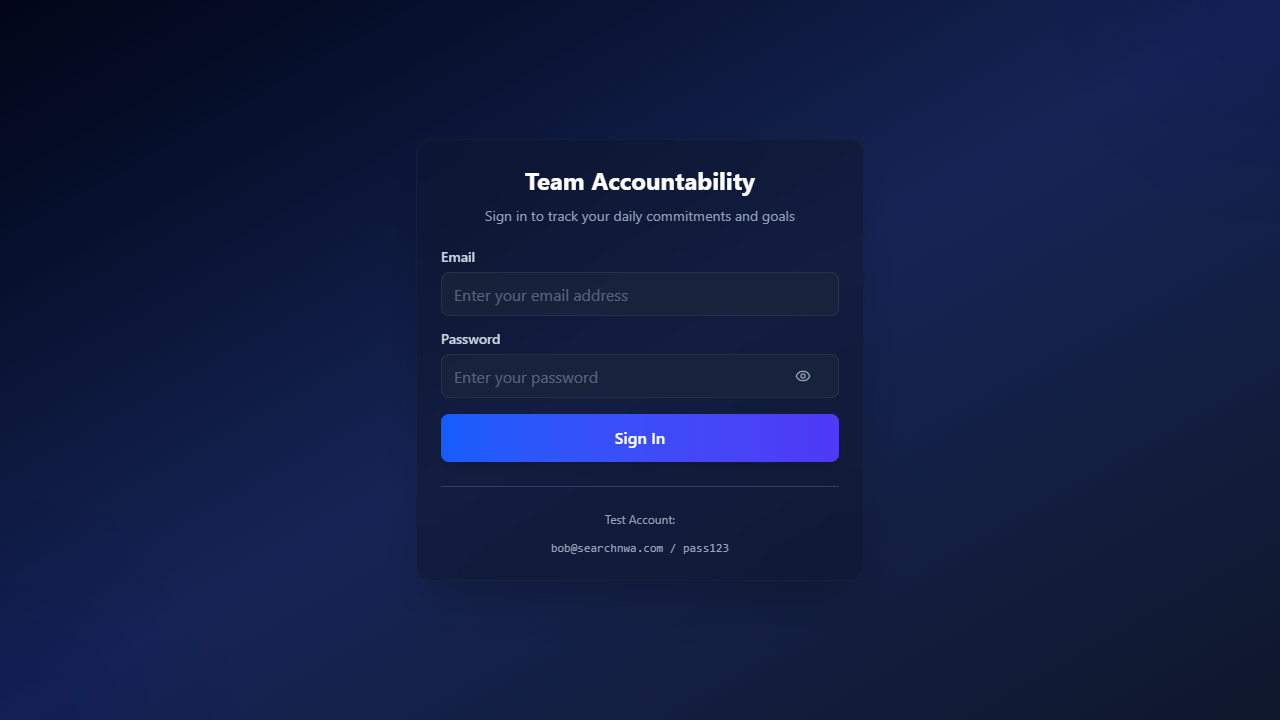 Team Accountability
Sign in to track your daily commitments and goals
Email
Enter your email address
Password
Enter your password
Sign In
Test Account:
bob@searchnwa.com / pass123